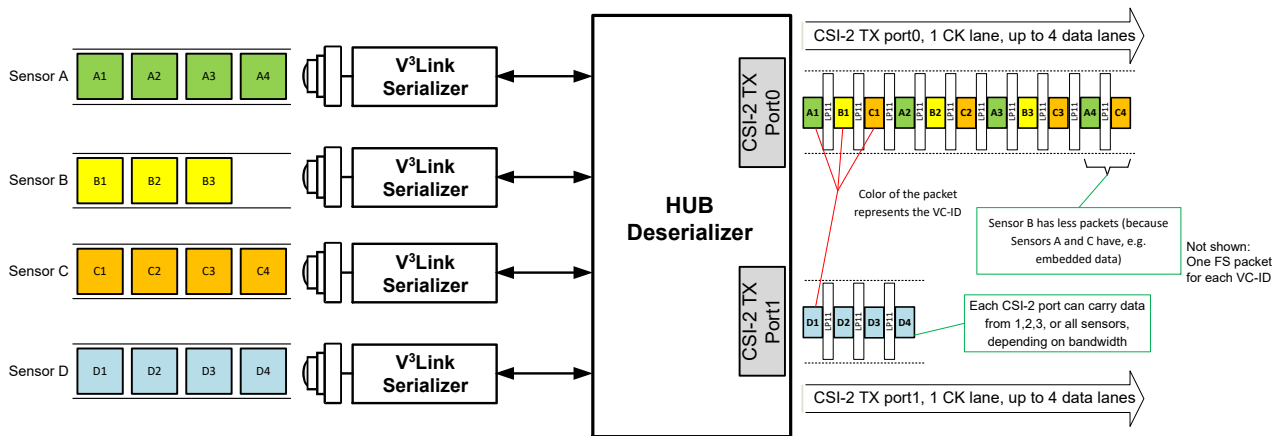 CSI-2 TX port0, 1 CK lane, up to 4 data lanes
Sensor A
A1 A2 A3 A4
V³Link
Serializer
Sensor B
B1 B2 B3
V³Link
Serializer
Sensor C
C1 C2 C3 C4
V³Link
Serializer
Sensor D
D1 D2 D3 D4
V³Link
Serializer
HUB
Deserializer
CSI-2 TX
Port0
CSI-2 TX
Port1
A1 LP11 B1 LP11 C1 LP11 A2 LP11 B2 LP11 C2 LP11 A3 LP11 B3 LP11 C3 LP11 A4 LP11 C4
Color of the packet
represents the VC-ID
Sensor B has less packets (because
Sensors A and C have, e.g.
embedded data)
Not shown:
One FS packet
for each VC-ID
D1 LP11 D2 LP11 D3 LP11 D4
Each CSI-2 port can carry data
from 1,2,3, or all sensors,
depending on bandwidth
CSI-2 TX port1, 1 CK lane, up to 4 data lanes